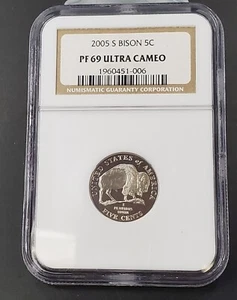 2005 S BISON 5C
PF 69 ULTRA CAMEO
1960451-006
NUMISMATIC GUARANTY CORPORATION
UNITED STATES OF AMERICA
FIVE CENTS